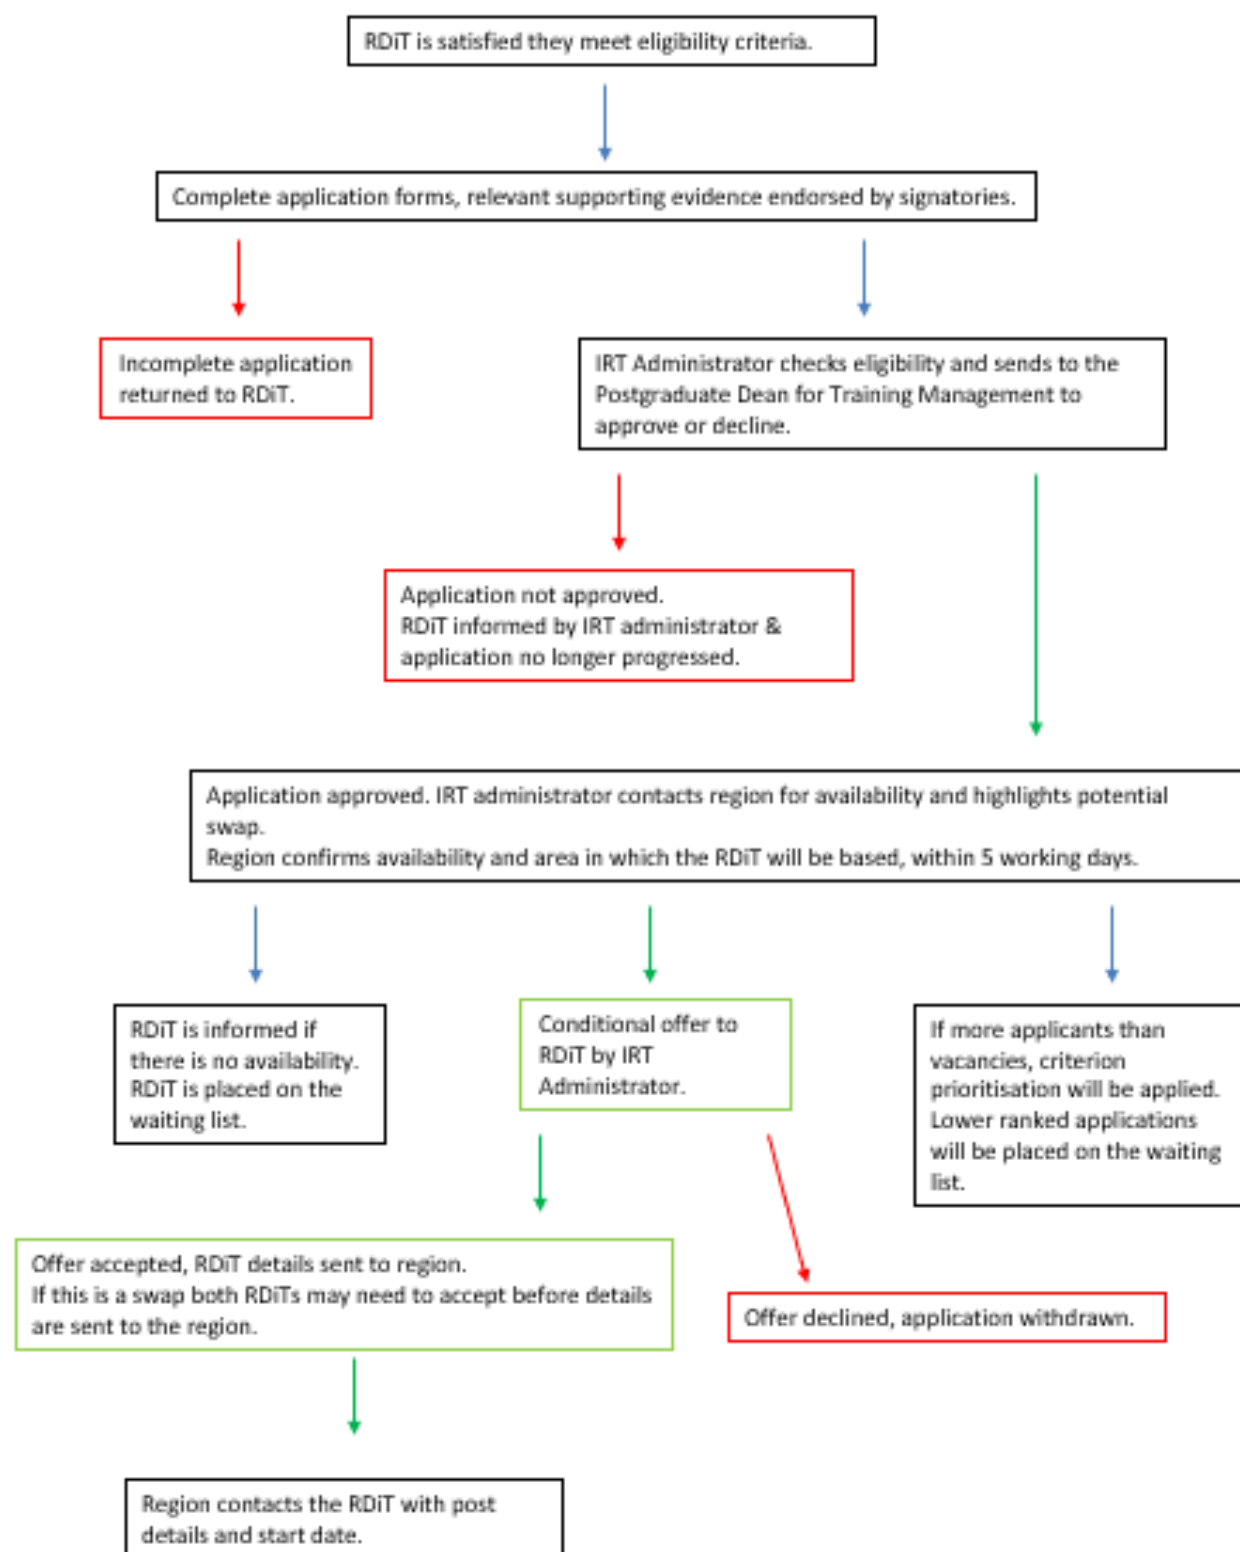 RDiT is satisfied they meet eligibility criteria.
Complete application forms, relevant supporting evidence endorsed by signatories.
Incomplete application
returned to RDiT.
IRT Administrator checks eligibility and sends to the
Postgraduate Dean for Training Management to
approve or decline.
Application not approved.
RDiT informed by IRT administrator &
application no longer progressed.
Application approved. IRT administrator contacts region for availability and highlights potential
swap.
Region confirms availability and area in which the RDiT will be based, within 5 working days.
RDiT is informed if
there is no availability.
RDiT is placed on the
waiting list.
Conditional offer to
RDiT by IRT
Administrator.
If more applicants than
vacancies, criterion
prioritisation will be applied.
Lower ranked applications
will be placed on the waiting
list.
Offer accepted, RDiT details sent to region.
If this is a swap both RDiTs may need to accept before details
are sent to the region.
Offer declined, application withdrawn.
Region contacts the RDiT with post
details and start date.